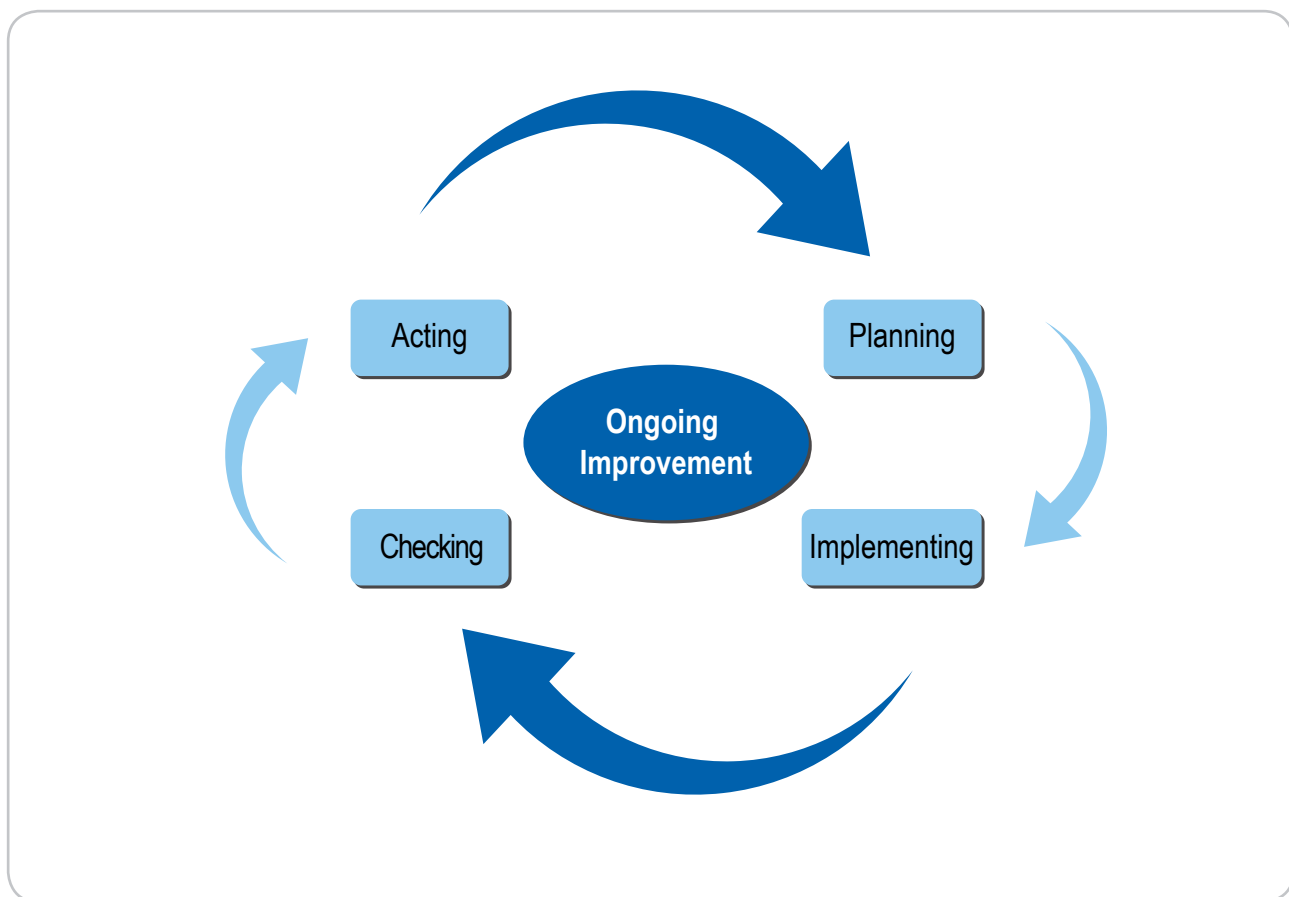 Acting
Planning
Ongoing
Improvement
Checking
Implementing